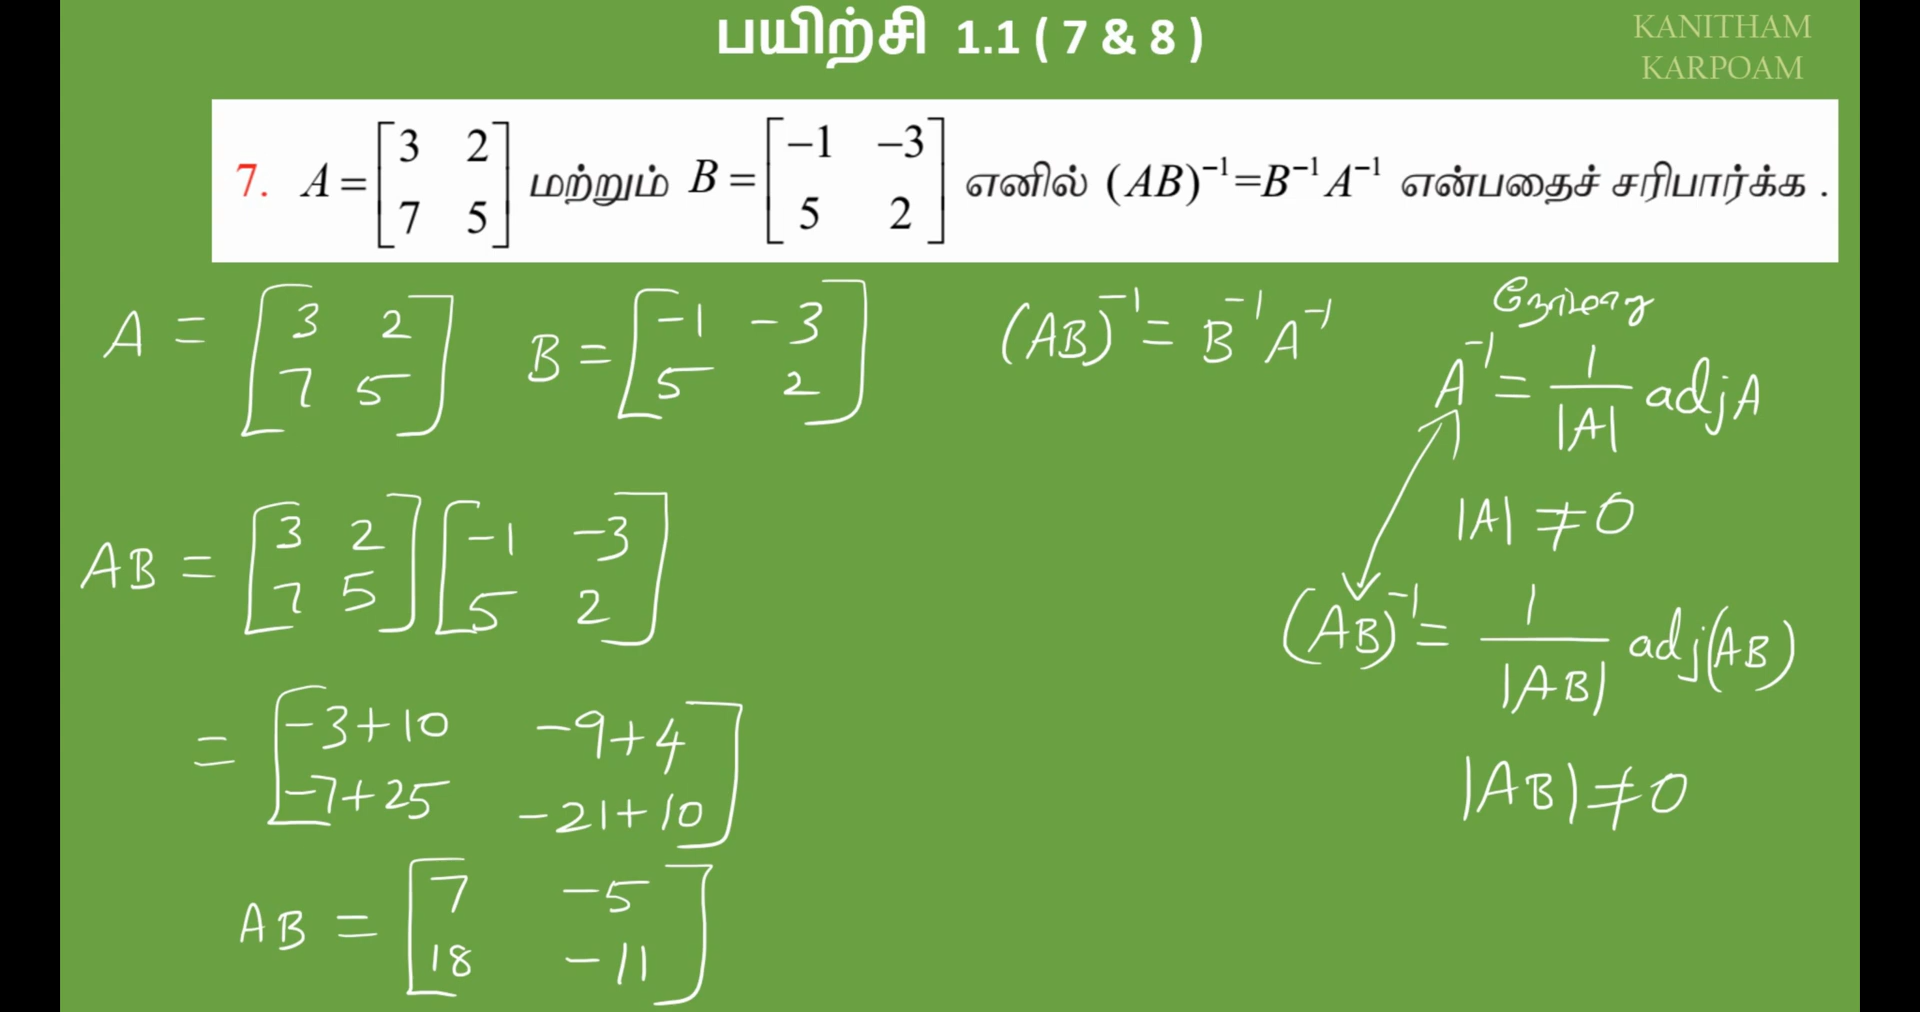 பயிற்சி 1.1 ( 7 & 8 )
KANITHAM
KARPOAM
7. A = [3 2; 7 5] மற்றும் B = [−1 −3; 5 2] எனில் (AB)⁻¹=B⁻¹ A⁻¹ என்பதைச் சரிபார்க்க .
A = [3 2; 7 5] B = [-1 -3; 5 2] (AB)⁻¹ = B⁻¹A⁻¹
நேர்மாறு
A⁻¹ = 1/|A| adj A
|A| ≠ 0
AB = [3 2; 7 5] [-1 -3; 5 2]
(AB)⁻¹ = 1/|AB| adj(AB)
= [-3+10 -9+4; -7+25 -21+10]
|AB| ≠ 0
AB = [7 -5; 18 -11]